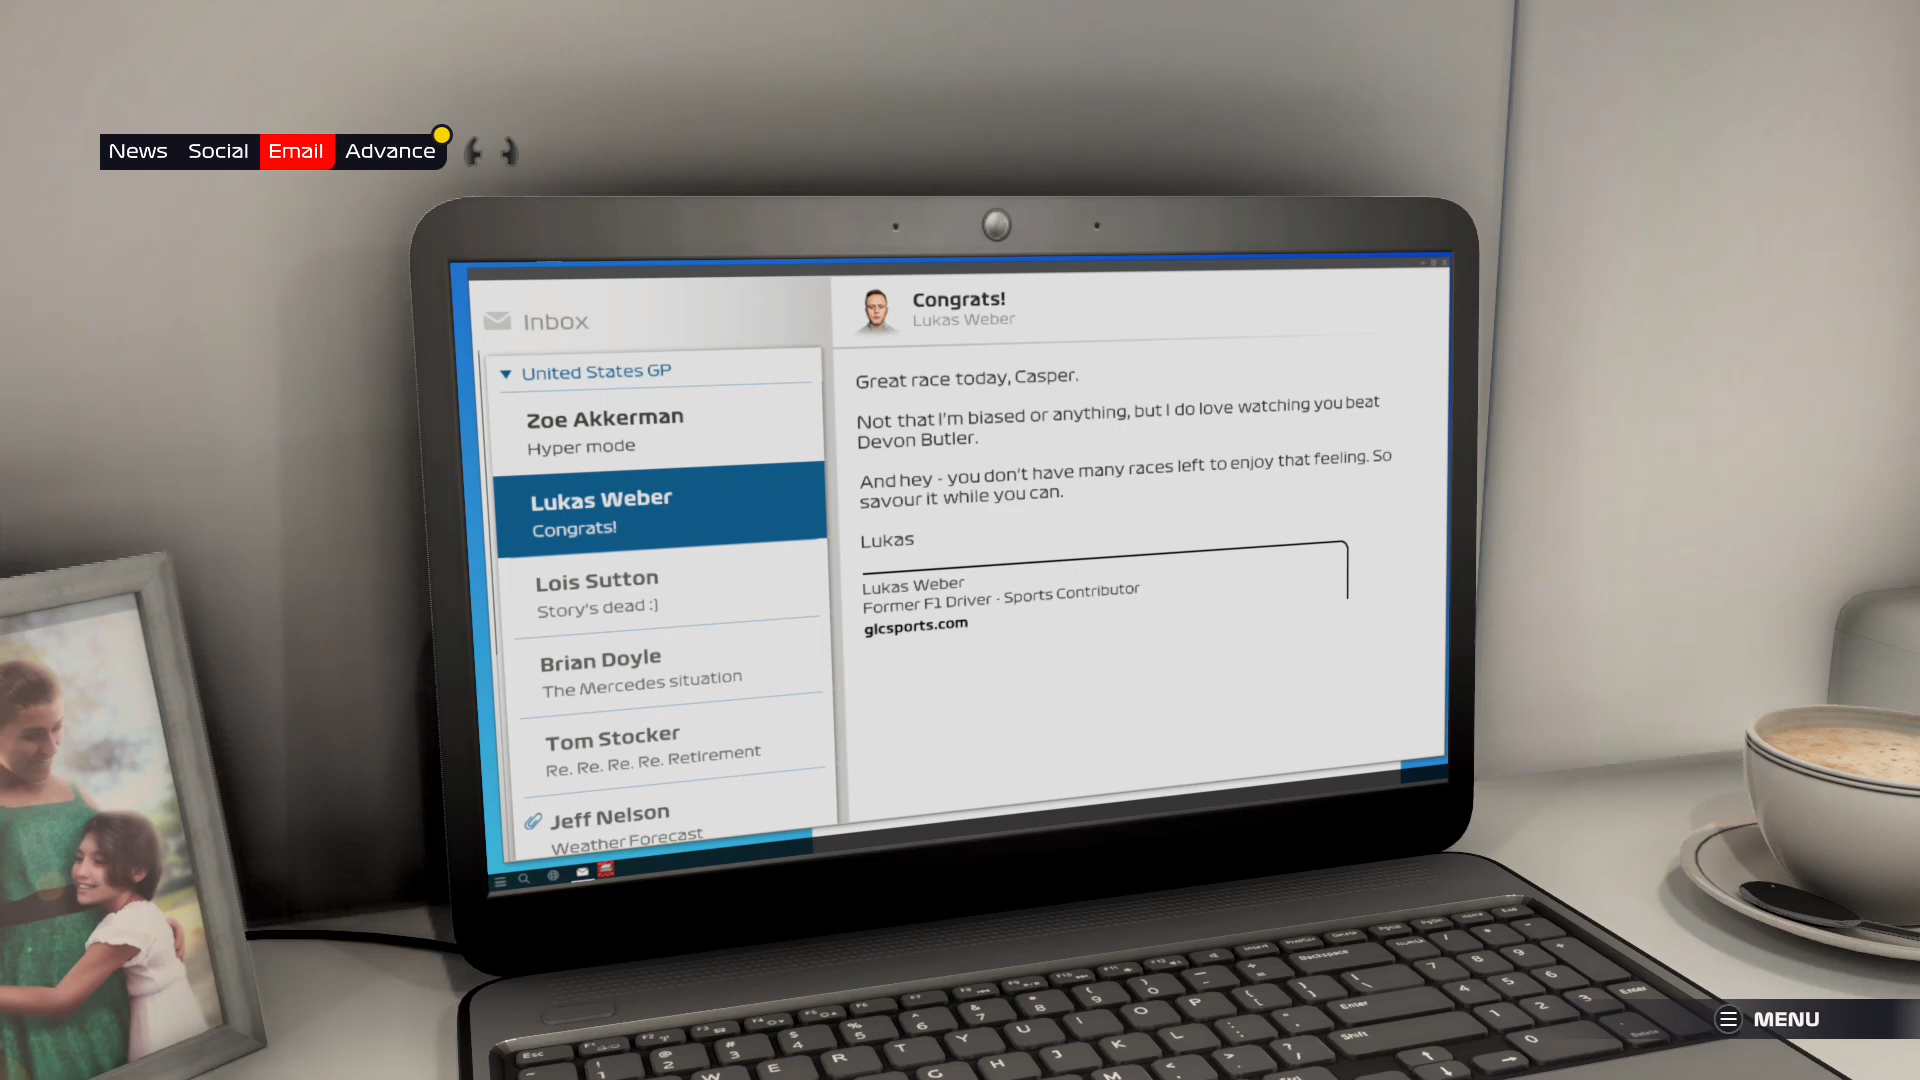 News Social Email Advance
Inbox
United States GP
Zoe Akkerman
Hyper mode
Lukas Weber
Congrats!
Lois Sutton
Story's dead :)
Brian Doyle
The Mercedes situation
Tom Stocker
Re. Re. Re. Re. Retirement
Jeff Nelson
Weather Forecast
Congrats!
Lukas Weber
Great race today, Casper.
Not that I'm biased or anything, but I do love watching you beat
Devon Butler.
And hey - you don't have many races left to enjoy that feeling. So
savour it while you can.
Lukas
Lukas Weber
Former F1 Driver - Sports Contributor
glcsports.com
MENU